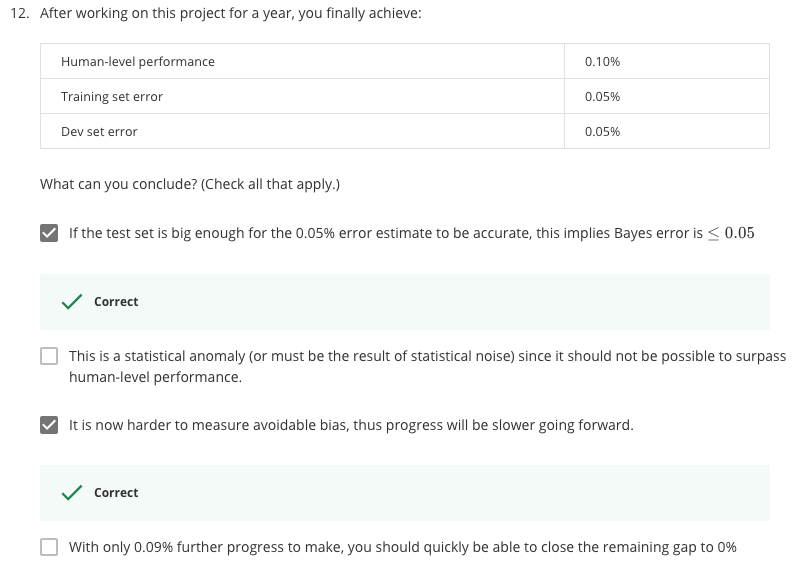 12. After working on this project for a year, you finally achieve:
Human-level performance 0.10%
Training set error 0.05%
Dev set error 0.05%
What can you conclude? (Check all that apply.)
If the test set is big enough for the 0.05% error estimate to be accurate, this implies Bayes error is ≤ 0.05
Correct
This is a statistical anomaly (or must be the result of statistical noise) since it should not be possible to surpass
human-level performance.
It is now harder to measure avoidable bias, thus progress will be slower going forward.
Correct
With only 0.09% further progress to make, you should quickly be able to close the remaining gap to 0%